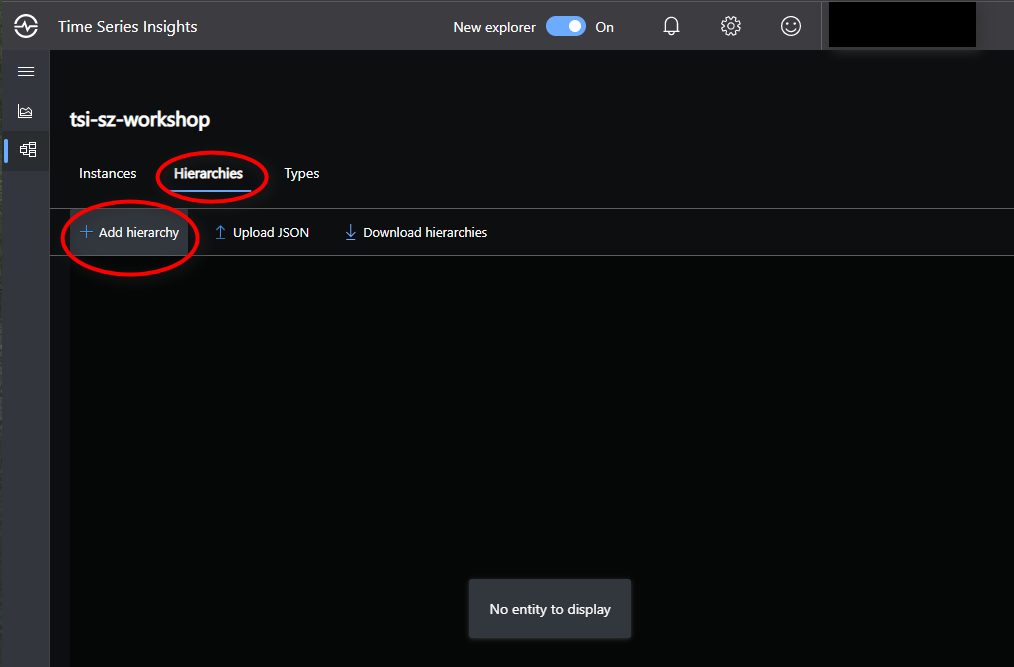 Time Series Insights
New explorer On
tsi-sz-workshop
Instances Hierarchies Types
Add hierarchy Upload JSON Download hierarchies
No entity to display